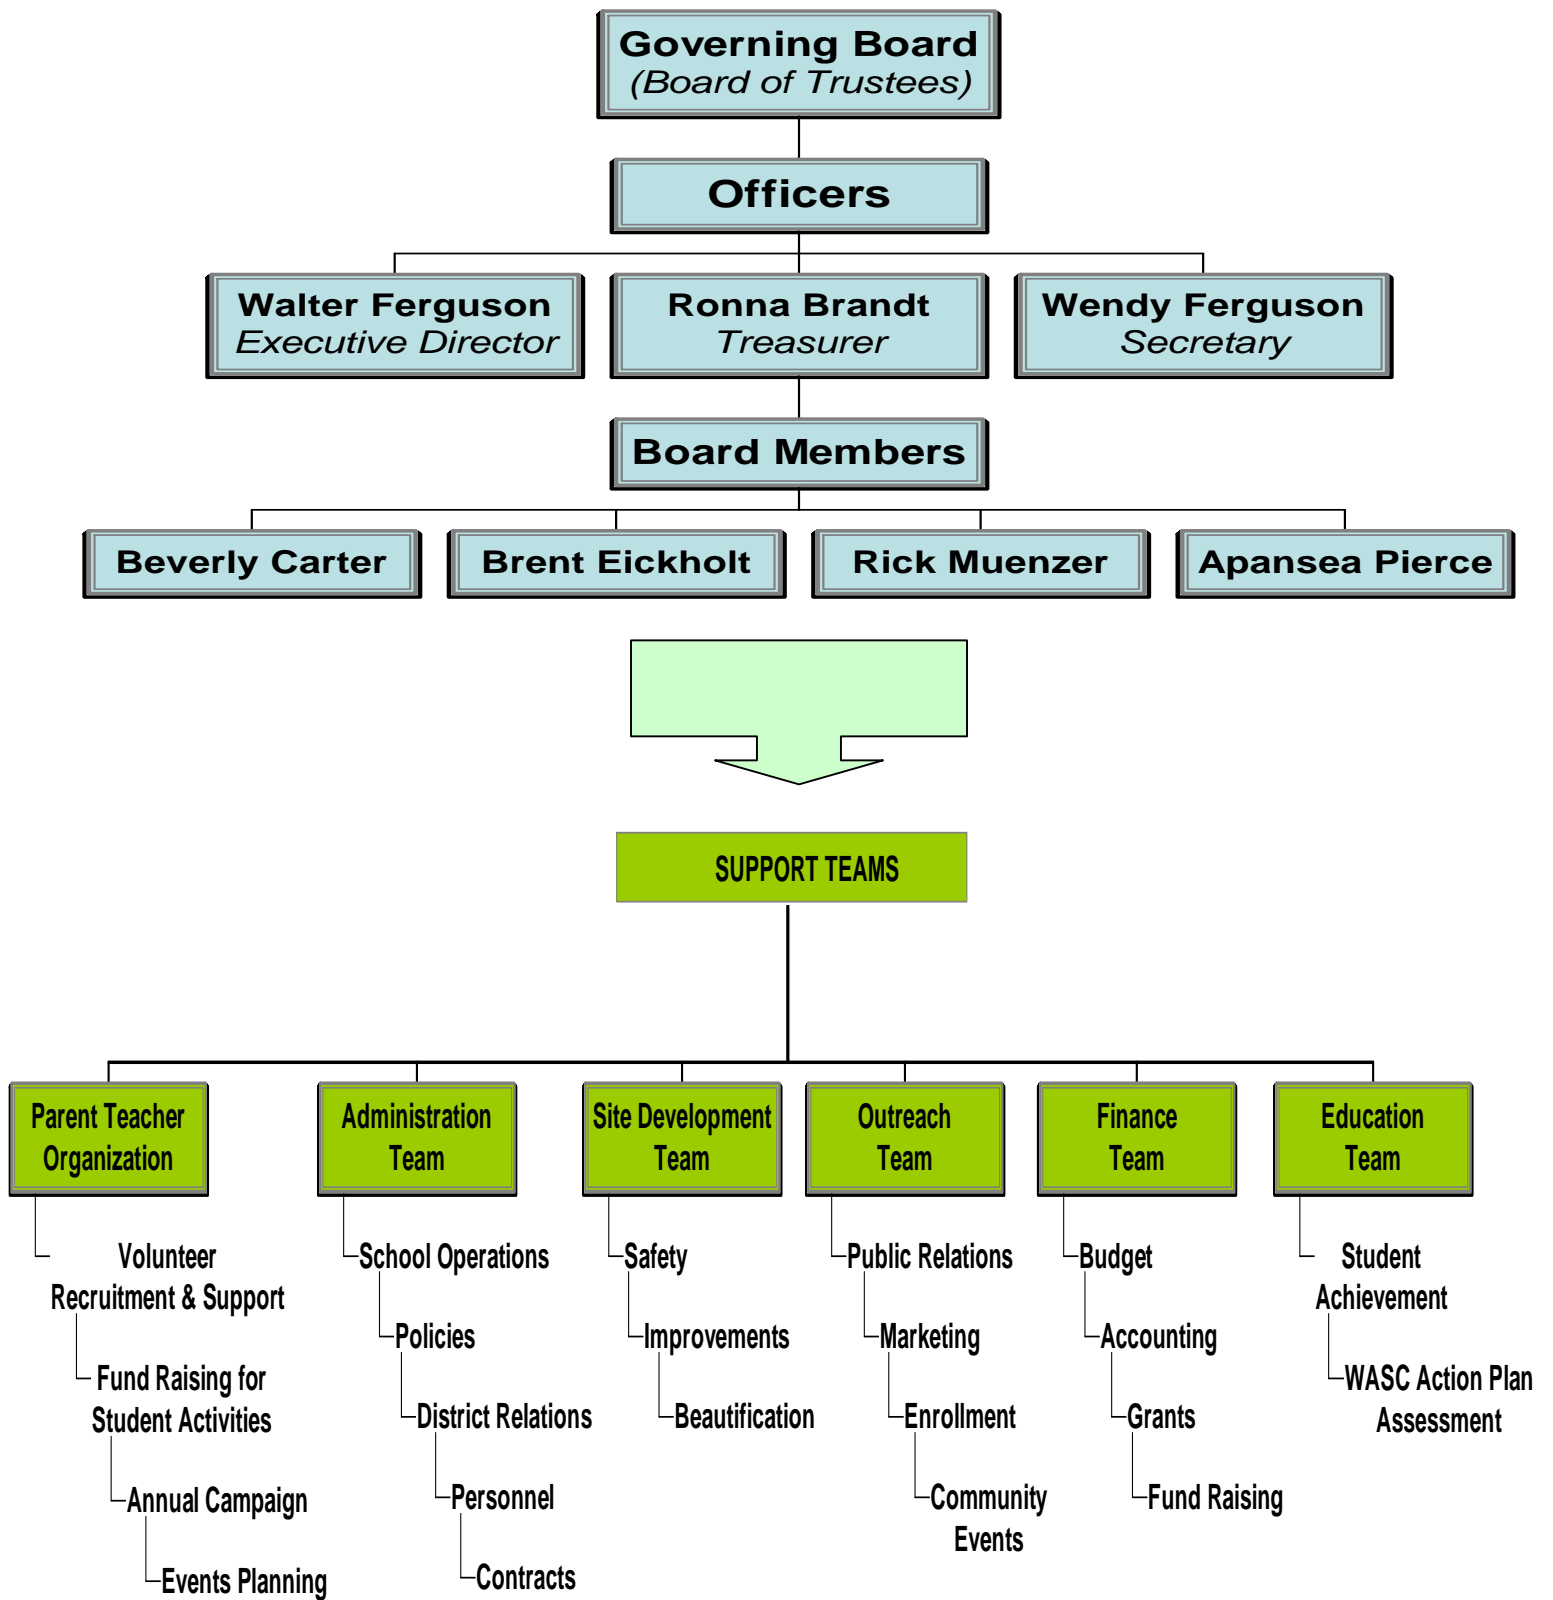 Governing Board
(Board of Trustees)
Officers
Walter Ferguson
Executive Director
Ronna Brandt
Treasurer
Wendy Ferguson
Secretary
Board Members
Beverly Carter
Brent Eickholt
Rick Muenzer
Apansea Pierce
SUPPORT TEAMS
Parent Teacher
Organization
Volunteer
Recruitment & Support
Fund Raising for
Student Activities
Annual Campaign
Events Planning
Administration
Team
School Operations
Policies
District Relations
Personnel
Contracts
Site Development
Team
Safety
Improvements
Beautification
Outreach
Team
Public Relations
Marketing
Enrollment
Community
Events
Finance
Team
Budget
Accounting
Grants
Fund Raising
Education
Team
Student
Achievement
WASC Action Plan
Assessment